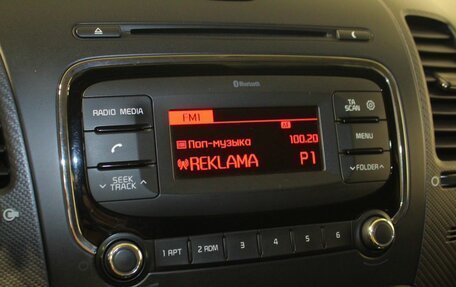 Bluetooth
RADIO MEDIA
FM1
TA
SCAN
AF
Поп-музыка 100.20
MENU
REKLAMA P1
SEEK
TRACK
FOLDER
1 RPT 2 RDM 3 4 5 6